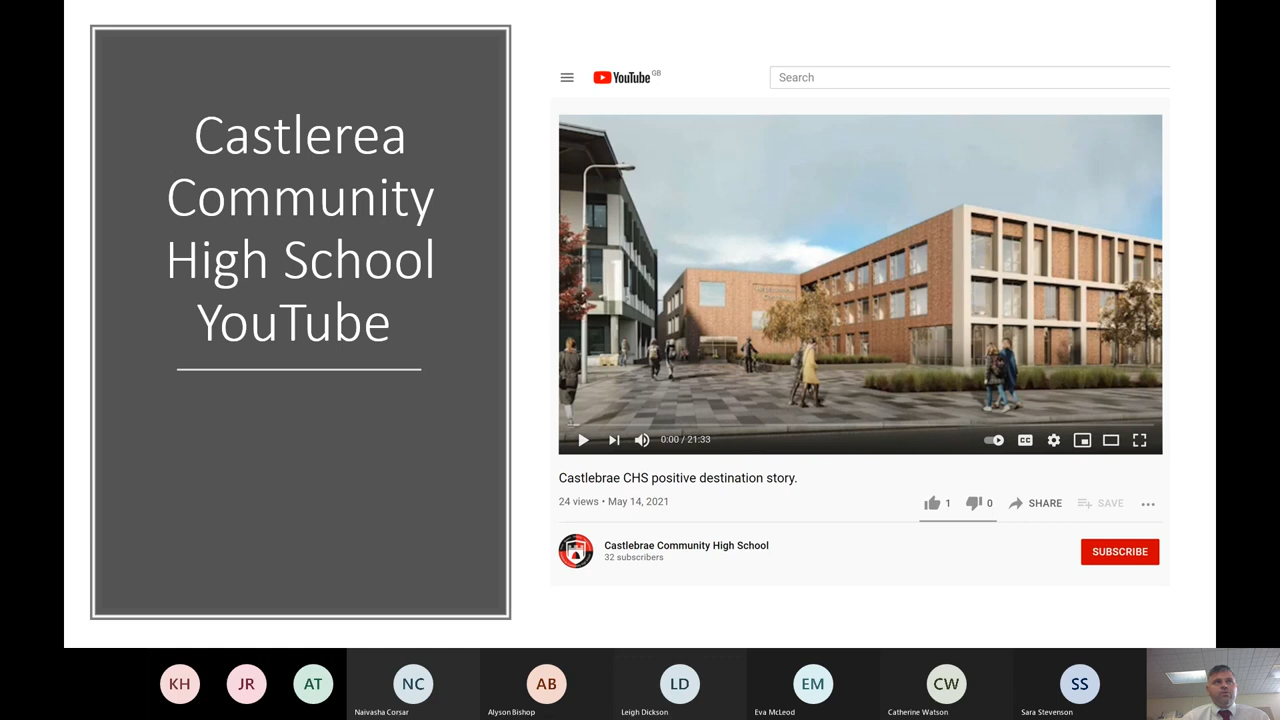 Castlerea
Community
High School
YouTube
YouTube GB
Search
0:00 / 21:33
Castlebrae CHS positive destination story.
24 views • May 14, 2021
1
0
SHARE
SAVE
Castlebrae Community High School
32 subscribers
SUBSCRIBE
KH
JR
AT
NC
Naivasha Corsar
AB
Alyson Bishop
LD
Leigh Dickson
EM
Eva McLeod
CW
Catherine Watson
SS
Sara Stevenson